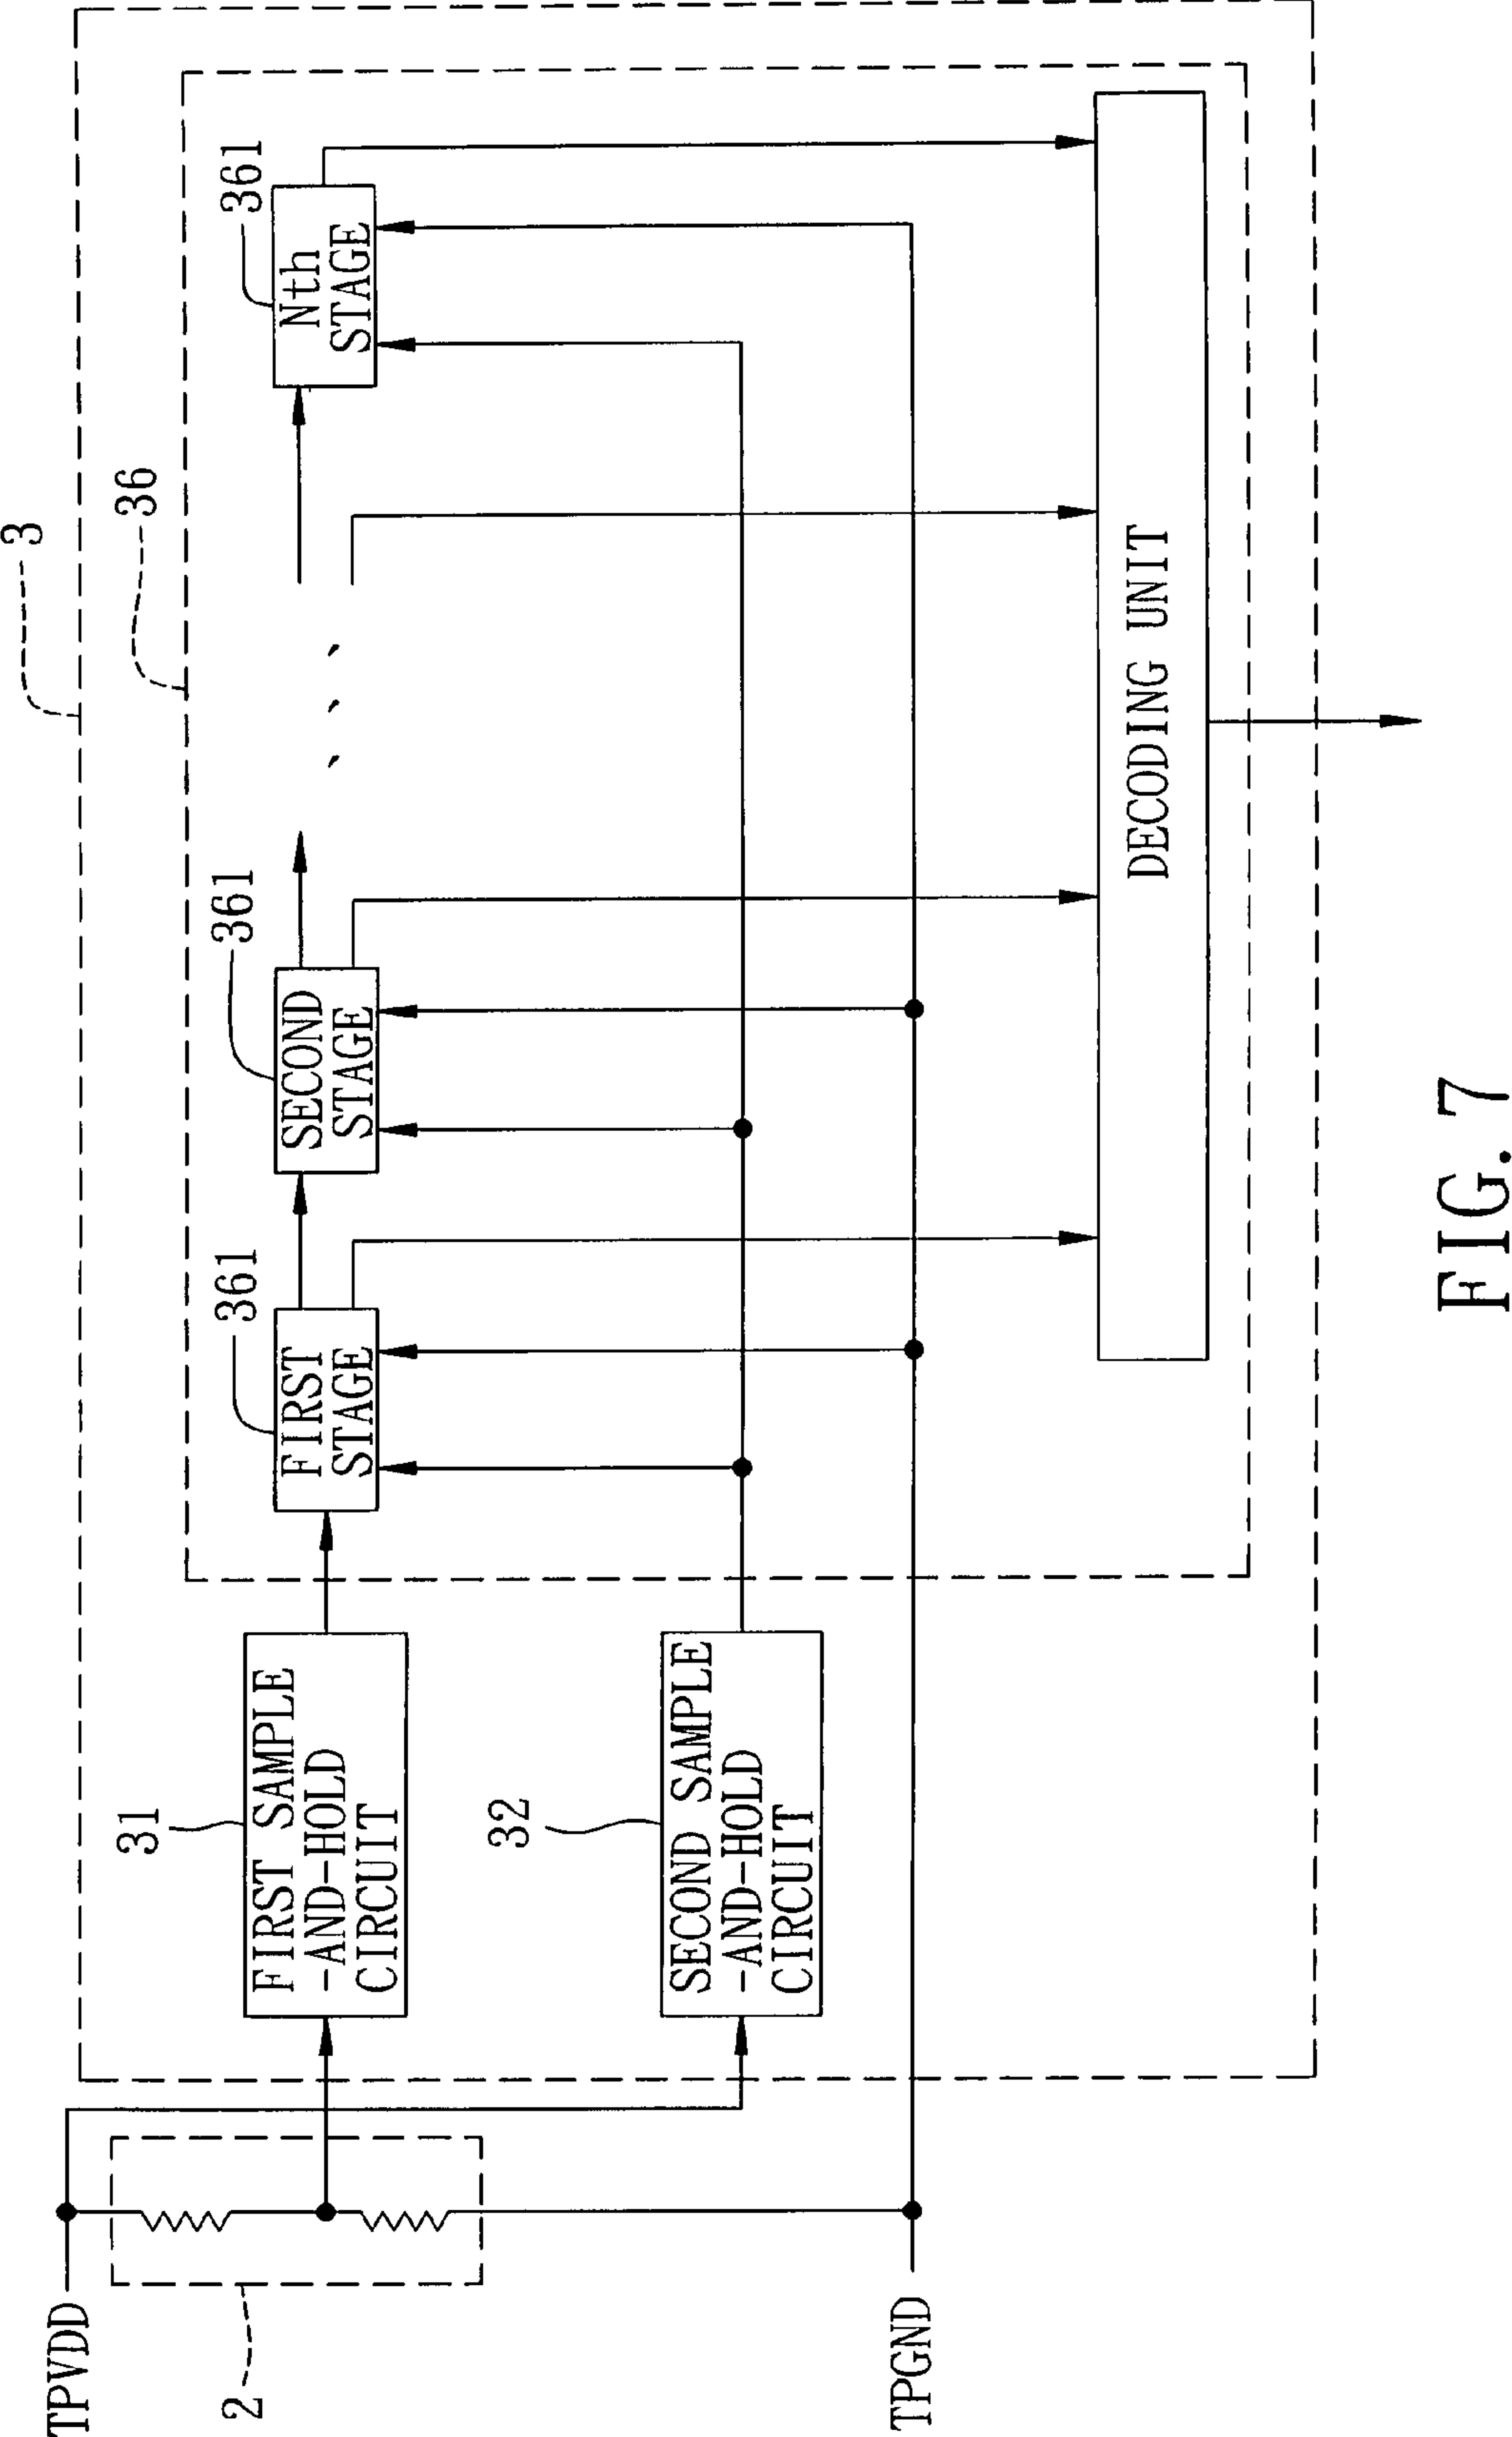 3
36
361
361
361
Nth
STAGE
SECOND
STAGE
FIRST
STAGE
31
FIRST SAMPLE
-AND-HOLD
CIRCUIT
32
SECOND SAMPLE
-AND-HOLD
CIRCUIT
DECODING UNIT
TPVDD
2
TPGND
FIG. 7